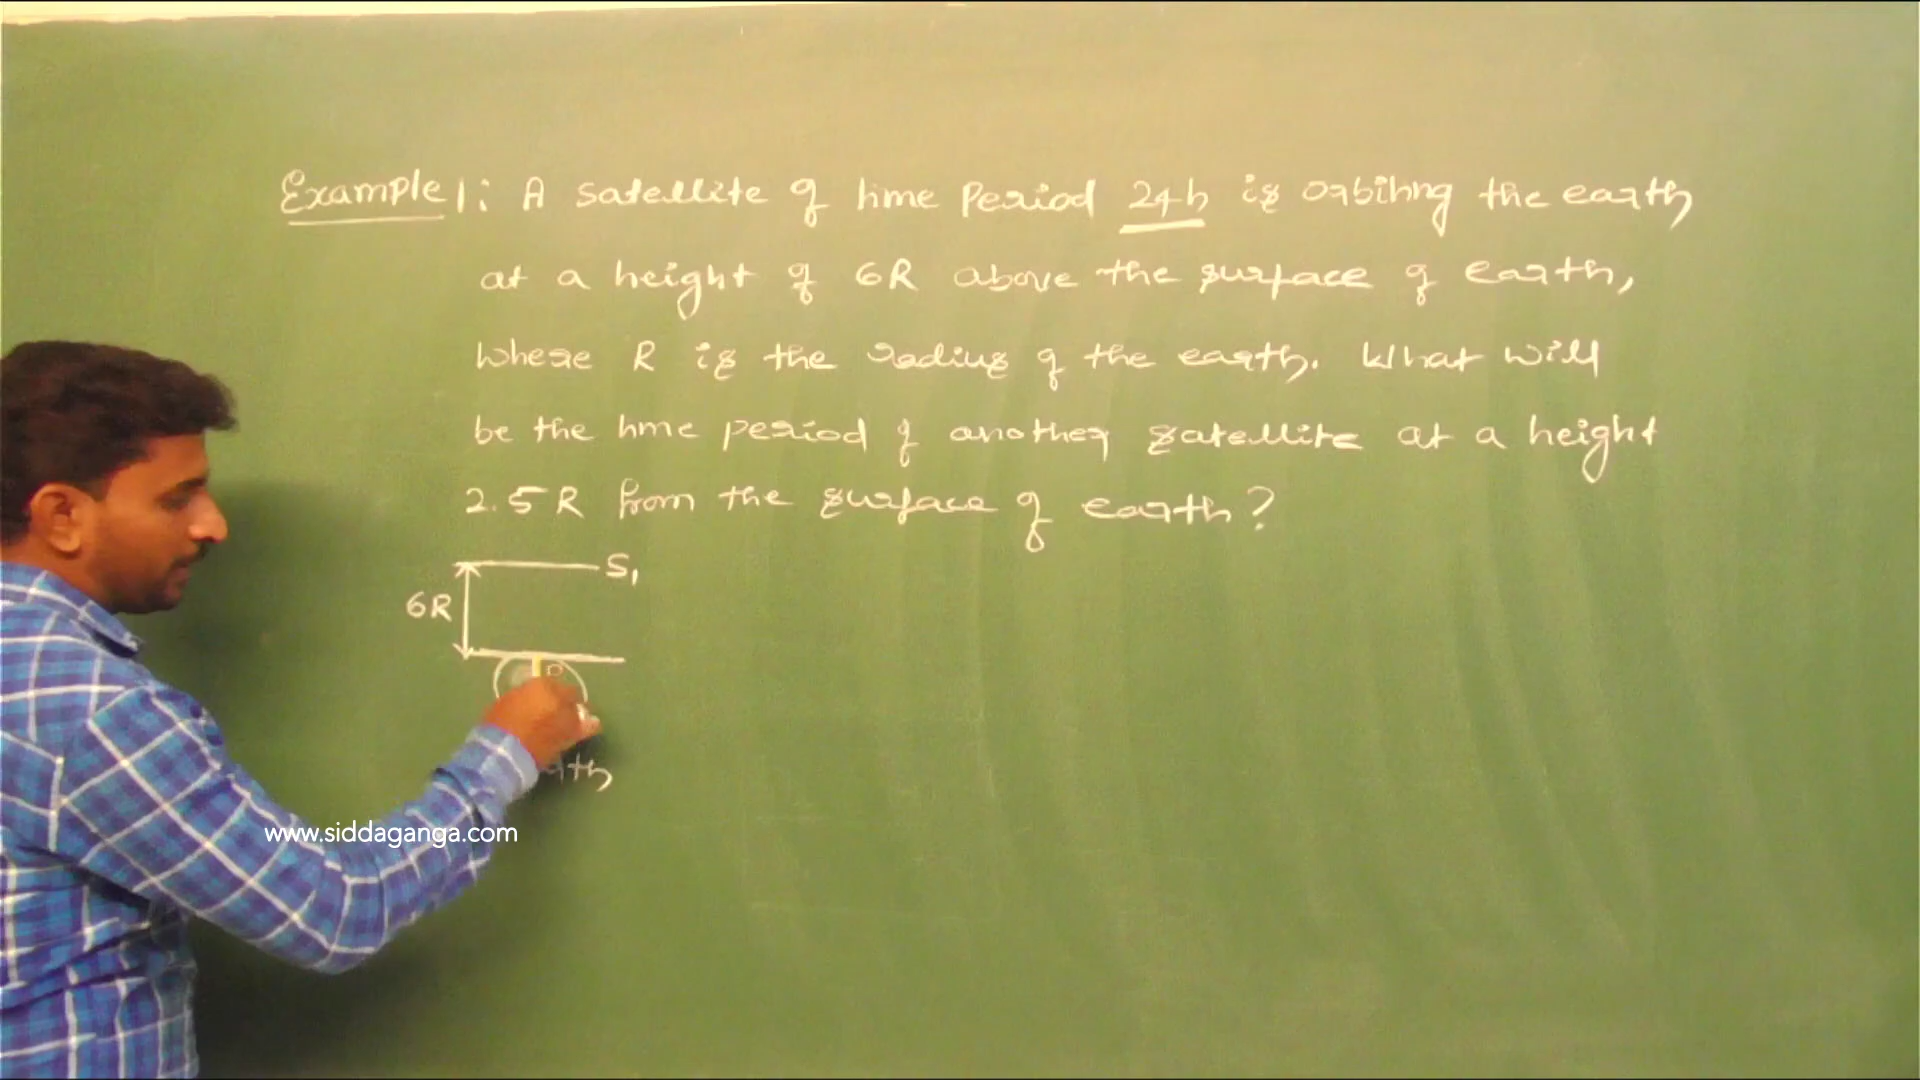 Example 1: A satellite of time period 24h is orbiting the earth
at a height of 6R above the surface of earth,
where R is the radius of the earth. What will
be the time period of another satellite at a height
2.5R from the surface of earth?
S1
6R
R
www.siddaganga.com